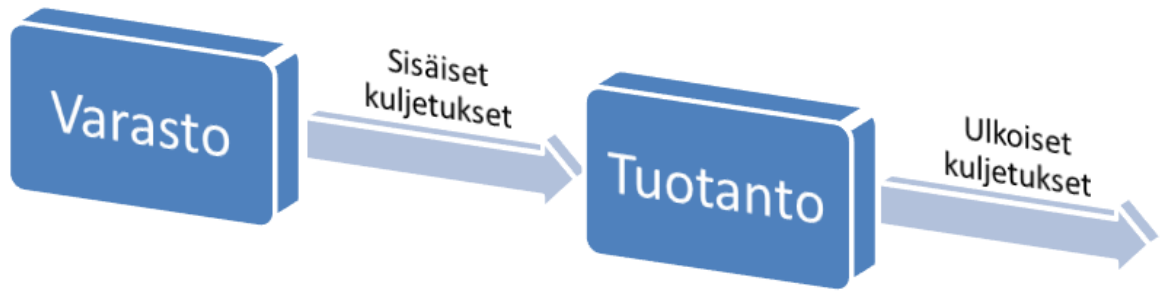 Varasto
Sisäiset
kuljetukset
Tuotanto
Ulkoiset
kuljetukset